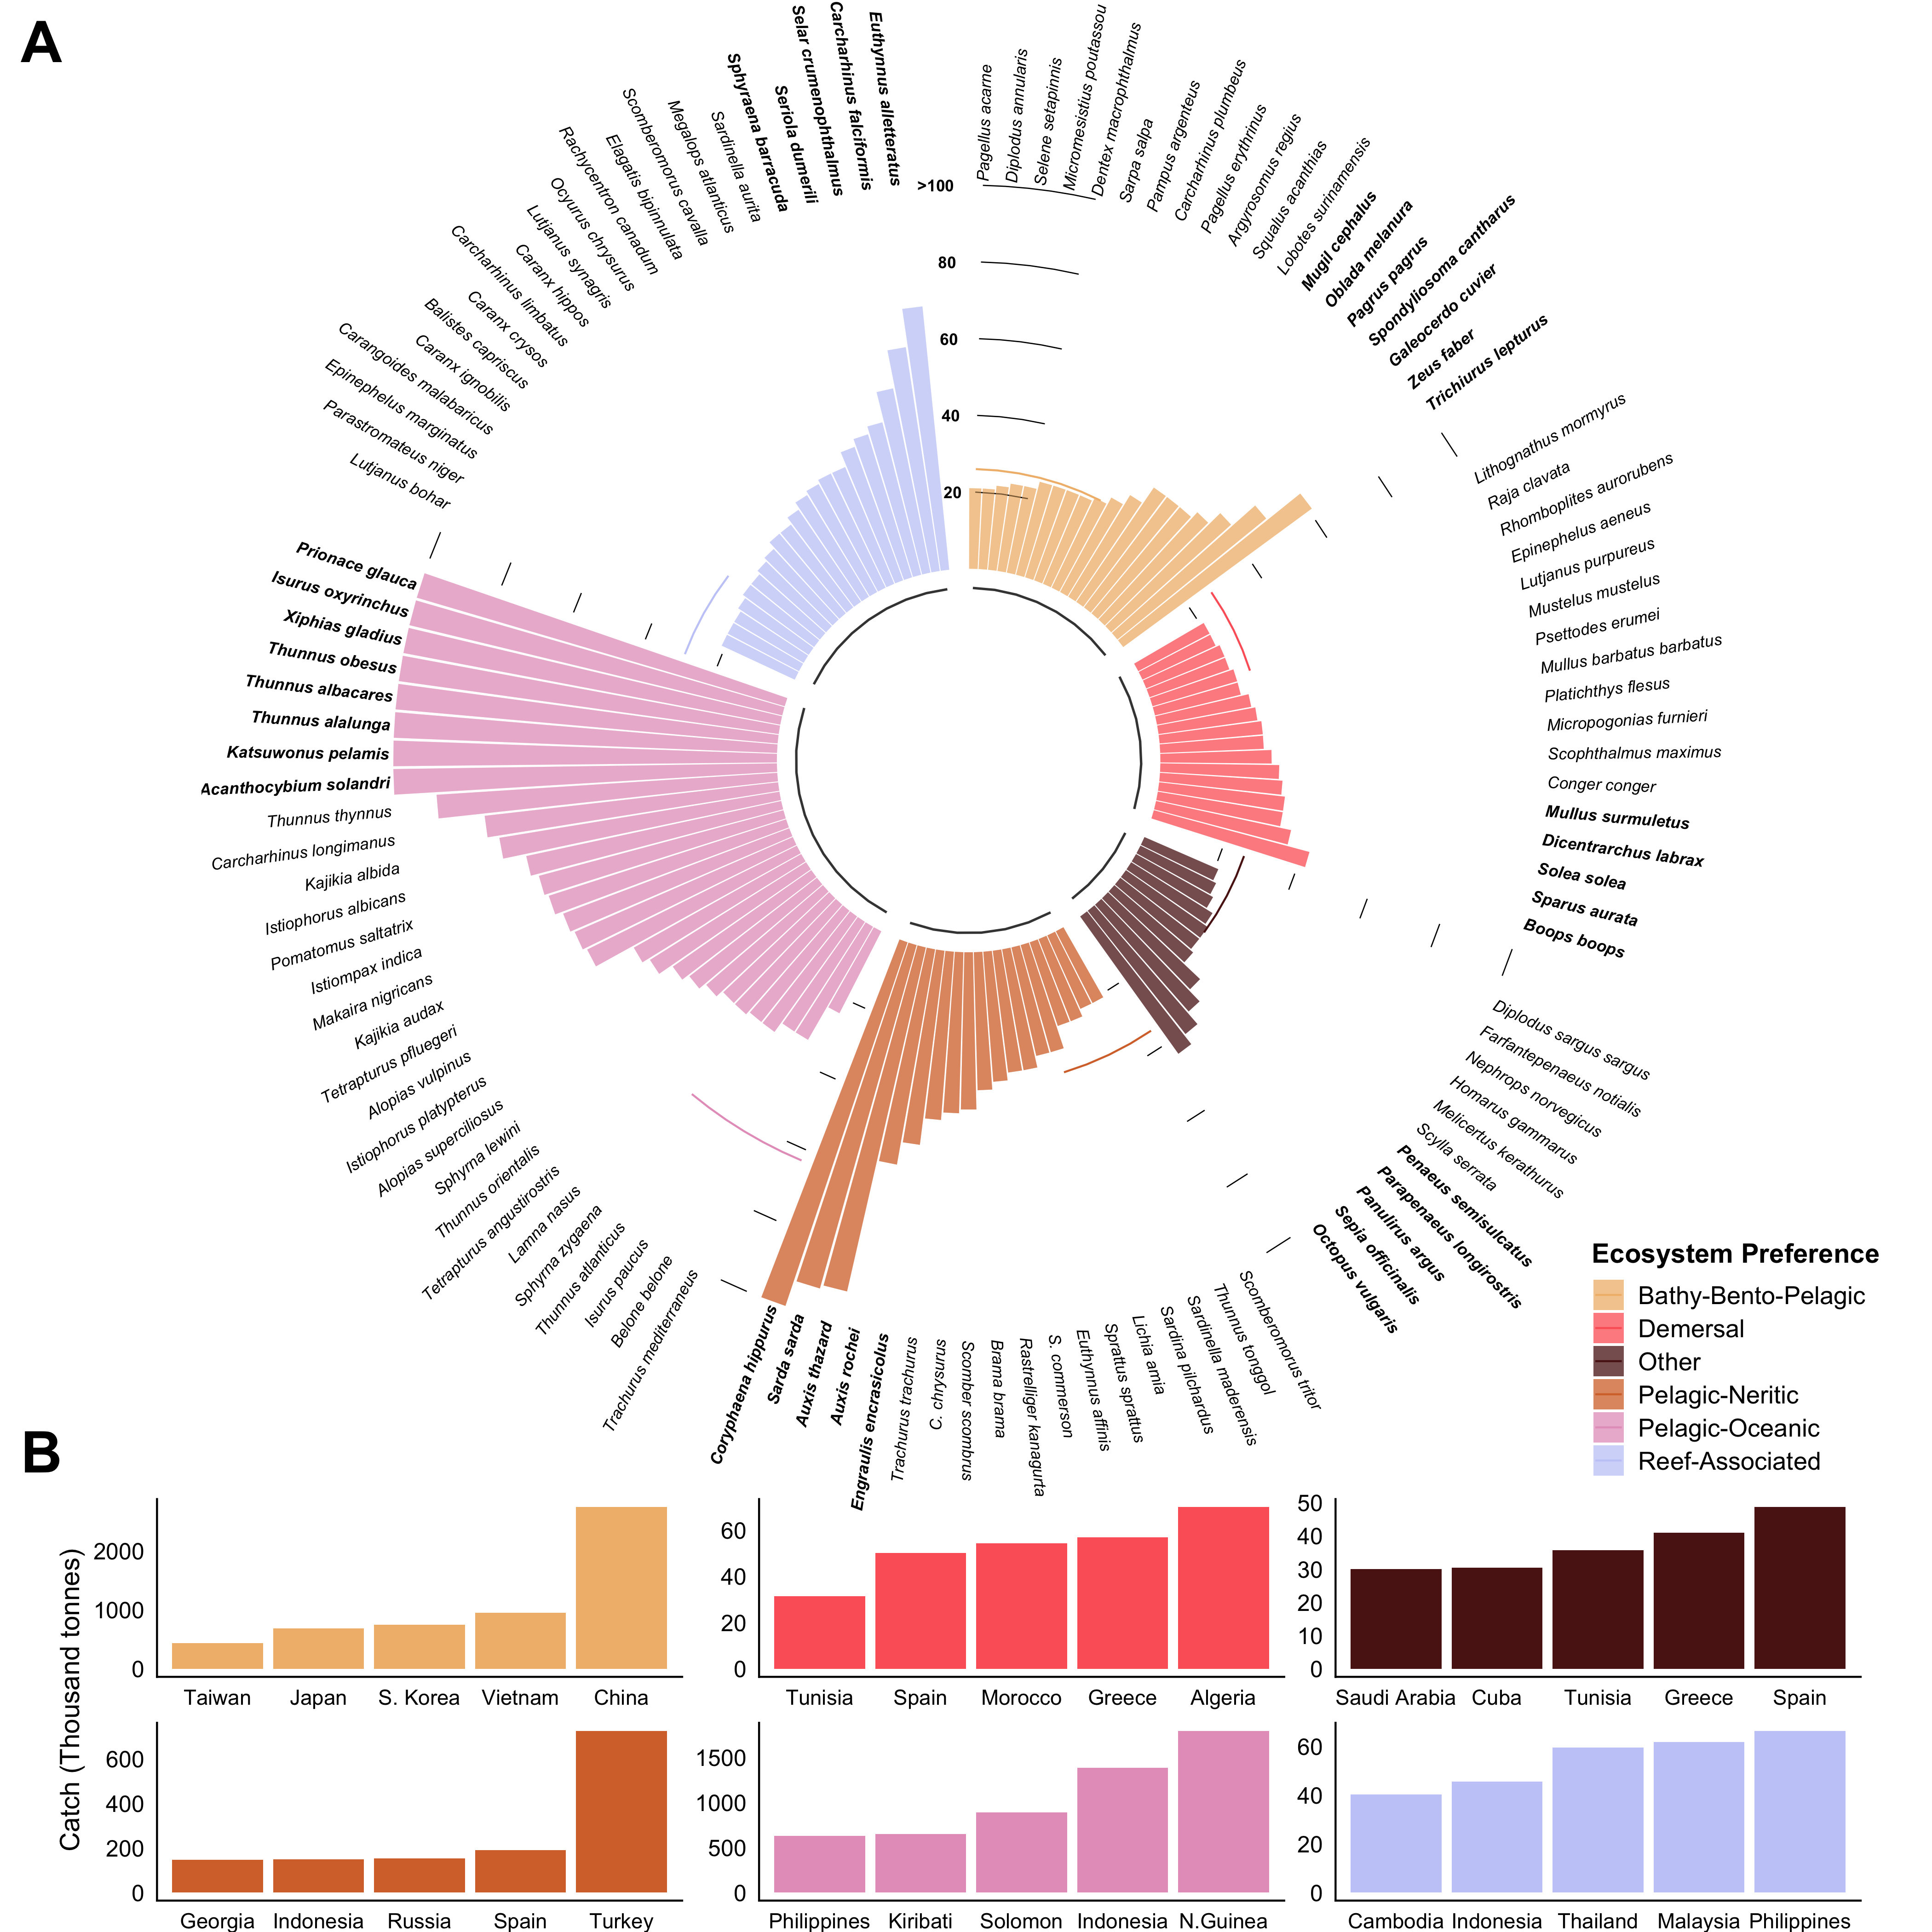 A
Pagellus acarne
Diplodus annularis
Selene setapinnis
Micromesistius poutassou
Dentex macrophthalmus
Sarpa salpa
Pampus argenteus
Carcharhinus plumbeus
Pagellus erythrinus
Argyrosomus regius
Squalus acanthias
Lobotes surinamensis
Mugil cephalus
Oblada melanura
Pagrus pagrus
Spondyliosoma cantharus
Galeocerdo cuvier
Zeus faber
Trichiurus lepturus
Lithognathus mormyrus
Raja clavata
Rhomboplites aurorubens
Epinephelus aeneus
Lutjanus purpureus
Mustelus mustelus
Psettodes erumei
Mullus barbatus barbatus
Platichthys flesus
Micropogonias furnieri
Scophthalmus maximus
Conger conger
Mullus surmuletus
Dicentrarchus labrax
Solea solea
Sparus aurata
Boops boops
Diplodus sargus sargus
Farfantepenaeus notialis
Nephrops norvegicus
Homarus gammarus
Melicertus kerathurus
Scylla serrata
Penaeus semisulcatus
Parapenaeus longirostris
Panulirus argus
Sepia officinalis
Octopus vulgaris
Scomberomorus tritor
Thunnus tonggol
Sardinella maderensis
Sardina pilchardus
Lichia amia
Sprattus sprattus
Euthynnus affinis
S. commerson
Rastrelliger kanagurta
Brama brama
Scomber scombrus
C. chrysurus
Trachurus trachurus
Engraulis encrasicolus
Auxis rochei
Auxis thazard
Sarda sarda
Coryphaena hippurus
Trachurus mediterraneus
Belone belone
Isurus paucus
Thunnus atlanticus
Sphyrna zygaena
Lamna nasus
Tetrapturus angustirostris
Thunnus orientalis
Sphyrna lewini
Alopias superciliosus
Istiophorus platypterus
Alopias vulpinus
Tetrapturus pfluegeri
Kajikia audax
Makaira nigricans
Istiompax indica
Pomatomus saltatrix
Istiophorus albicans
Kajikia albida
Carcharhinus longimanus
Thunnus thynnus
Acanthocybium solandri
Katsuwonus pelamis
Thunnus alalunga
Thunnus albacares
Thunnus obesus
Xiphias gladius
Isurus oxyrinchus
Prionace glauca
Lutjanus bohar
Parastromateus niger
Epinephelus marginatus
Carangoides malabaricus
Caranx ignobilis
Balistes capriscus
Caranx crysos
Carcharhinus limbatus
Caranx hippos
Lutjanus synagris
Ocyurus chrysurus
Rachycentron canadum
Elagatis bipinnulata
Scomberomorus cavalla
Megalops atlanticus
Sardinella aurita
Sphyraena barracuda
Seriola dumerili
Selar crumenophthalmus
Carcharhinus falciformis
Euthynnus alletteratus
>100
80
60
40
20
Ecosystem Preference
Bathy-Bento-Pelagic
Demersal
Other
Pelagic-Neritic
Pelagic-Oceanic
Reef-Associated
B
Catch (Thousand tonnes)
2000
1000
0
Taiwan Japan S. Korea Vietnam China
60
40
20
0
Tunisia Spain Morocco Greece Algeria
50
40
30
20
10
0
Saudi Arabia Cuba Tunisia Greece Spain
600
400
200
0
Georgia Indonesia Russia Spain Turkey
1500
1000
500
0
Philippines Kiribati Solomon Indonesia N.Guinea
60
40
20
0
Cambodia Indonesia Thailand Malaysia Philippines